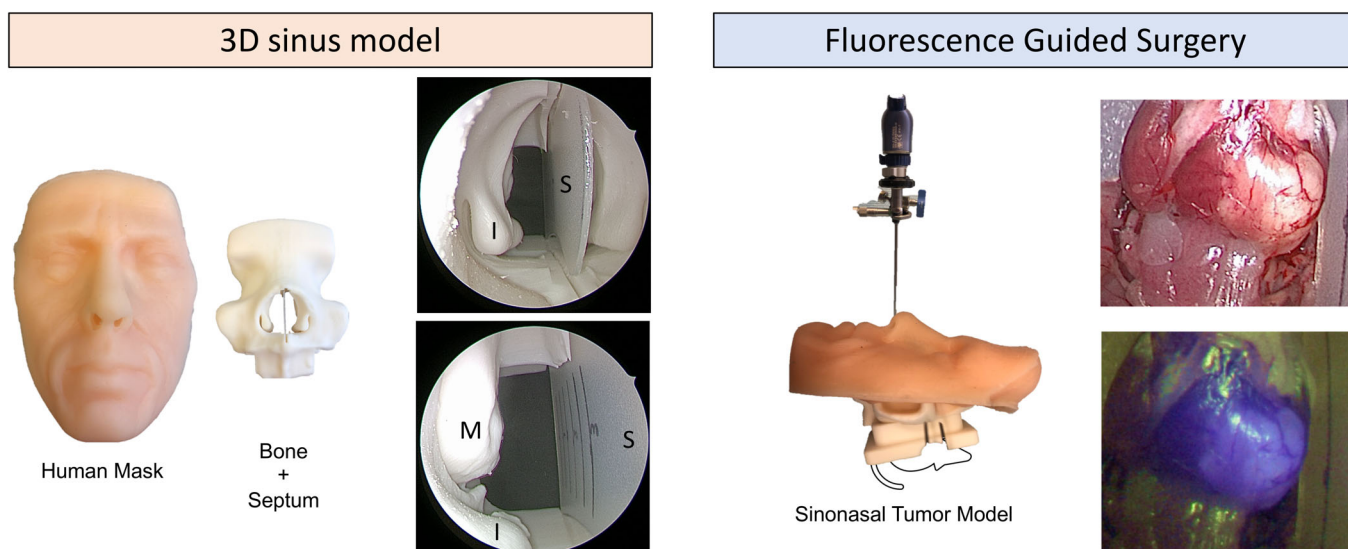 3D sinus model
Fluorescence Guided Surgery
S
I
M
S
I
Human Mask
Bone
+
Septum
Sinonasal Tumor Model